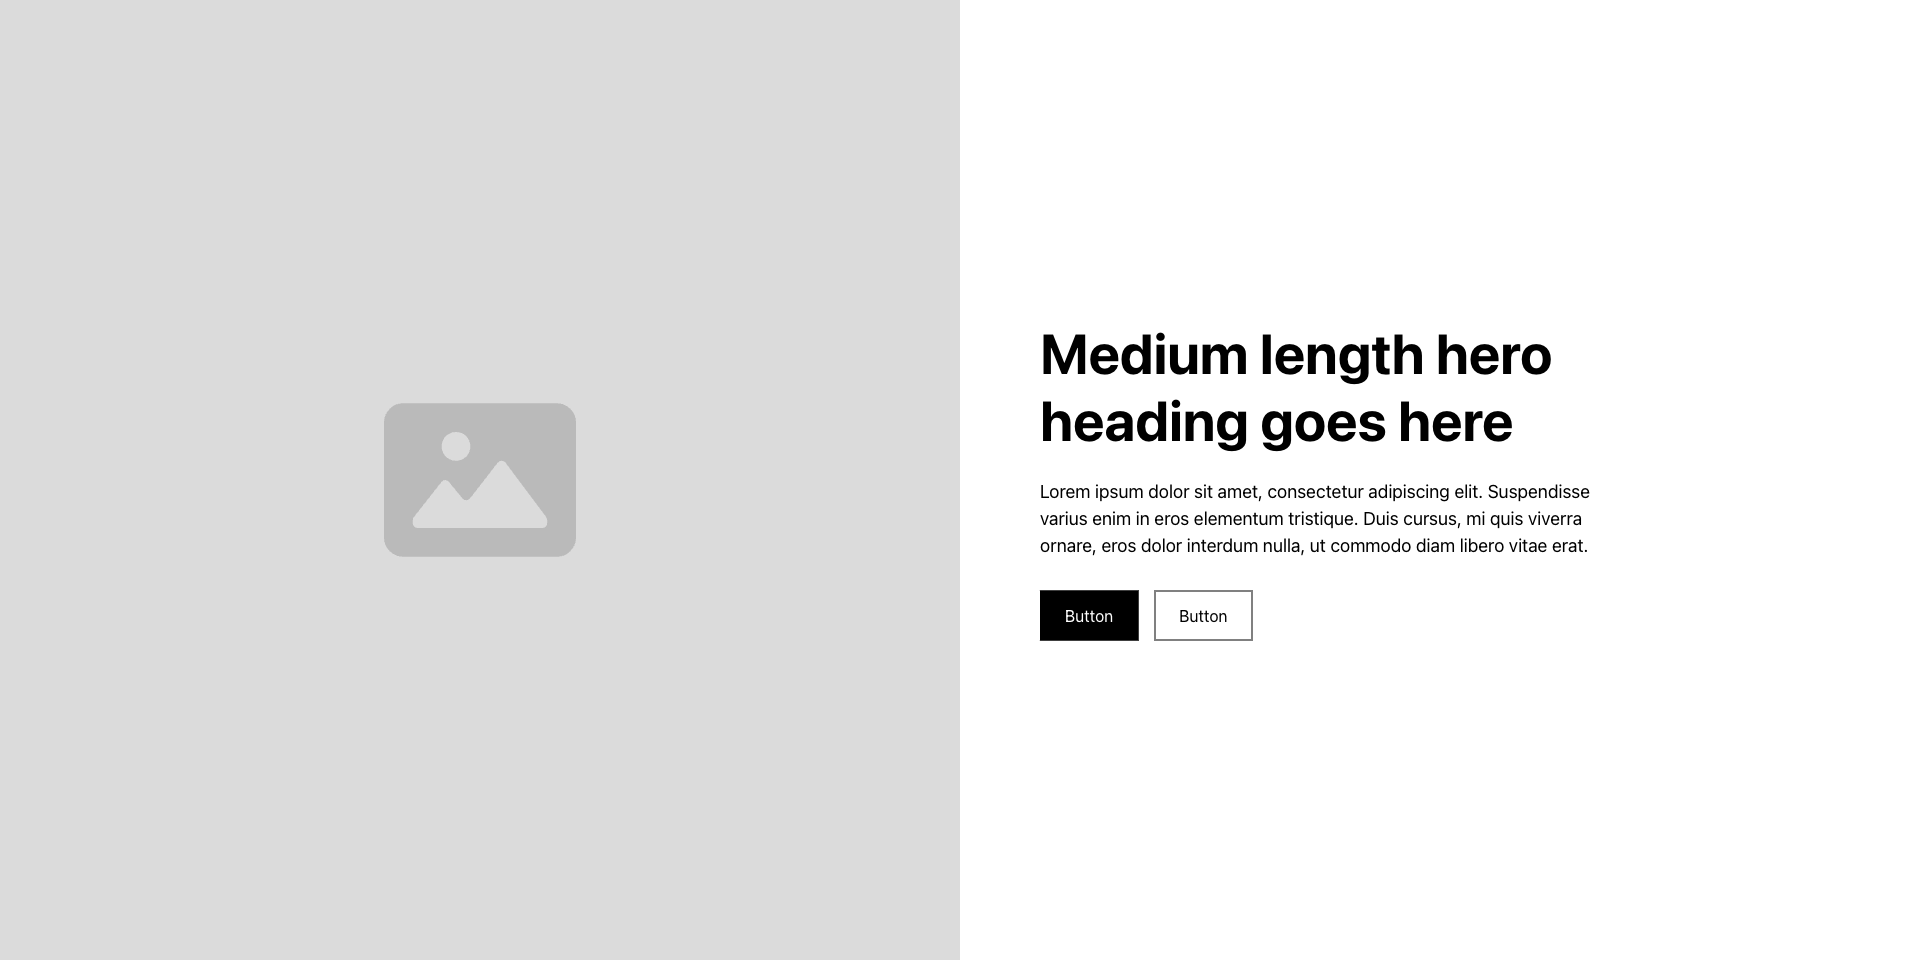 Medium length hero
heading goes here
Lorem ipsum dolor sit amet, consectetur adipiscing elit. Suspendisse
varius enim in eros elementum tristique. Duis cursus, mi quis viverra
ornare, eros dolor interdum nulla, ut commodo diam libero vitae erat.
Button
Button